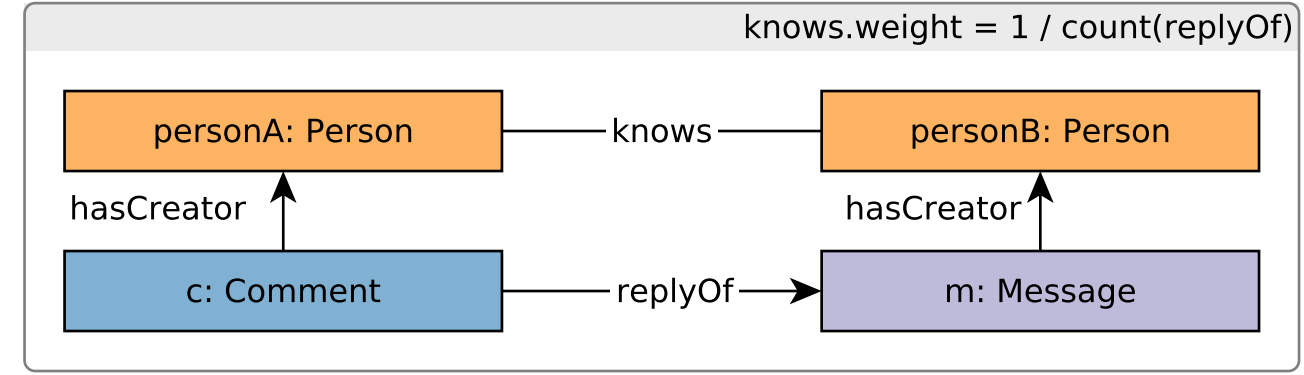 knows.weight = 1 / count(replyOf)
personA: Person
knows
personB: Person
hasCreator
hasCreator
c: Comment
replyOf
m: Message